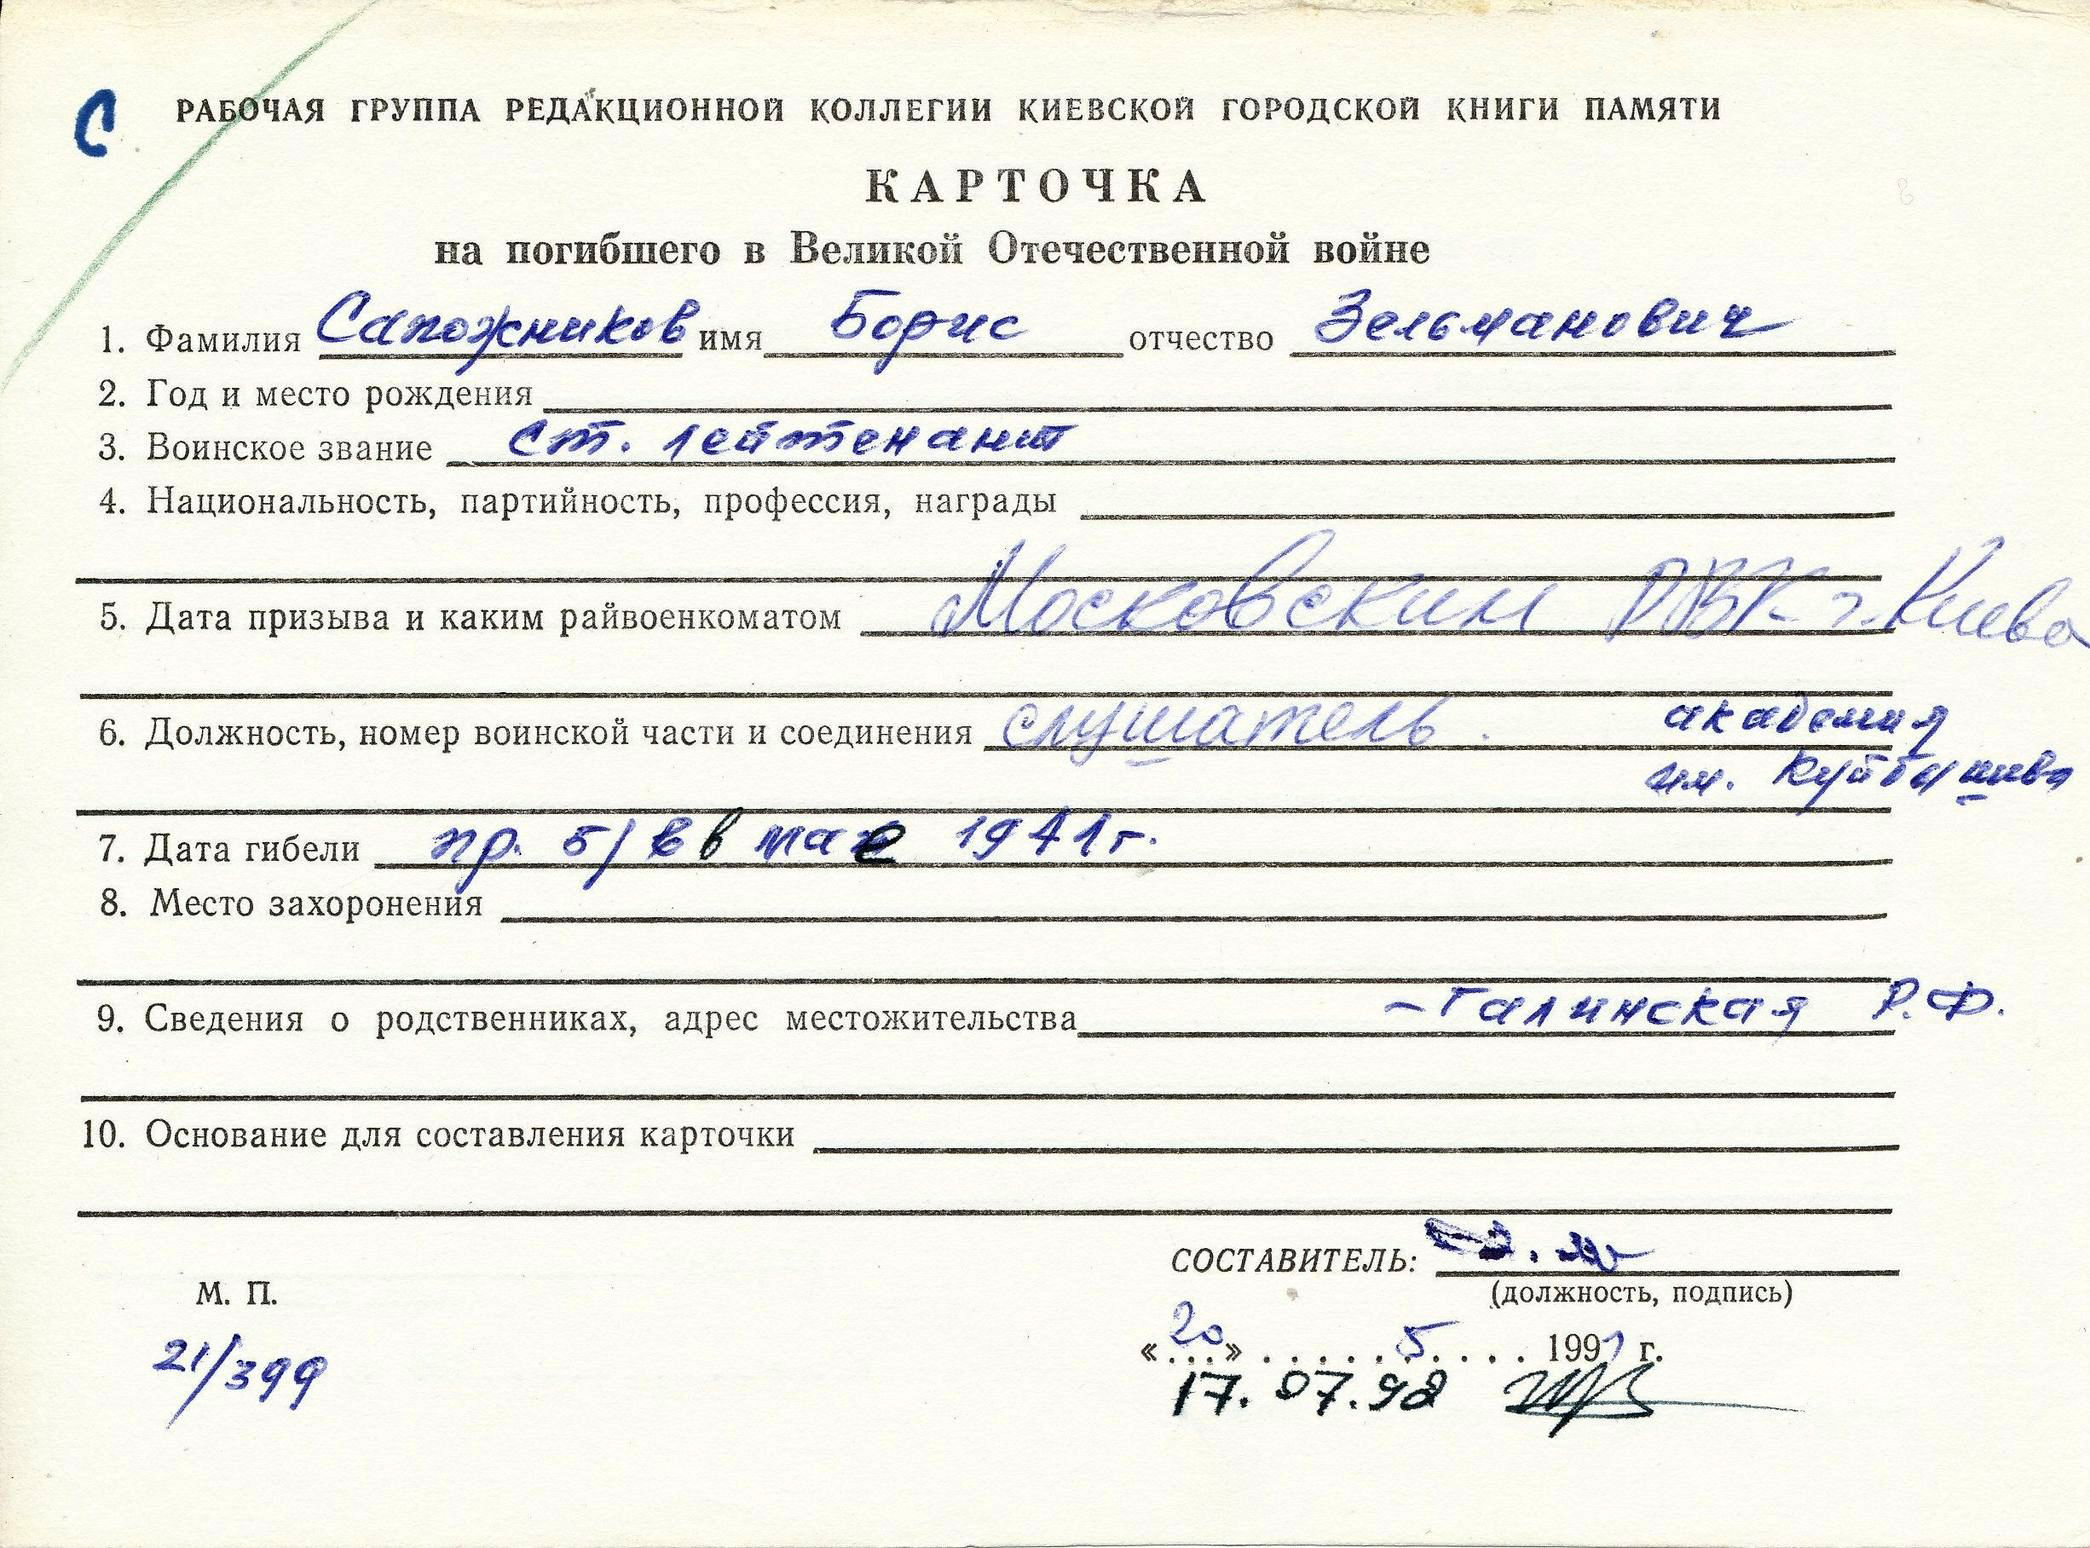 С РАБОЧАЯ ГРУППА РЕДАКЦИОННОЙ КОЛЛЕГИИ КИЕВСКОЙ ГОРОДСКОЙ КНИГИ ПАМЯТИ
КАРТОЧКА
на погибшего в Великой Отечественной войне
1. Фамилия Сапожников имя Борис отчество Зельманович
2. Год и место рождения
3. Воинское звание ст. лейтенант
4. Национальность, партийность, профессия, награды
5. Дата призыва и каким райвоенкоматом Московским РВК г. Киева
6. Должность, номер воинской части и соединения слушатель. академия
им. Куйбышева
7. Дата гибели пр. б/в в мае 1941г.
8. Место захоронения
9. Сведения о родственниках, адрес местожительства – Галинская Р.Ф.
10. Основание для составления карточки
СОСТАВИТЕЛЬ:
(должность, подпись)
М. П.
«20» 5 1991 г.
21/399
17.07.92